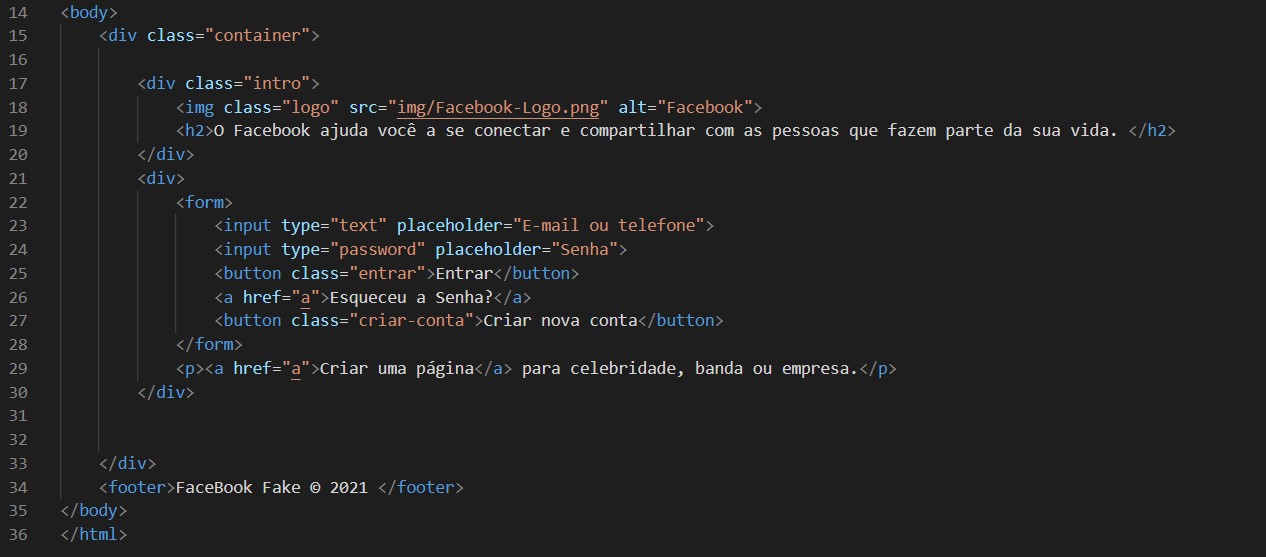 14 <body>
15 <div class="container">
16
17 <div class="intro">
18 <img class="logo" src="img/Facebook-Logo.png" alt="Facebook">
19 <h2>O Facebook ajuda você a se conectar e compartilhar com as pessoas que fazem parte da sua vida. </h2>
20 </div>
21 <div>
22 <form>
23 <input type="text" placeholder="E-mail ou telefone">
24 <input type="password" placeholder="Senha">
25 <button class="entrar">Entrar</button>
26 <a href="a">Esqueceu a Senha?</a>
27 <button class="criar-conta">Criar nova conta</button>
28 </form>
29 <p><a href="a">Criar uma página</a> para celebridade, banda ou empresa.</p>
30 </div>
31
32
33 </div>
34 <footer>FaceBook Fake © 2021 </footer>
35 </body>
36 </html>